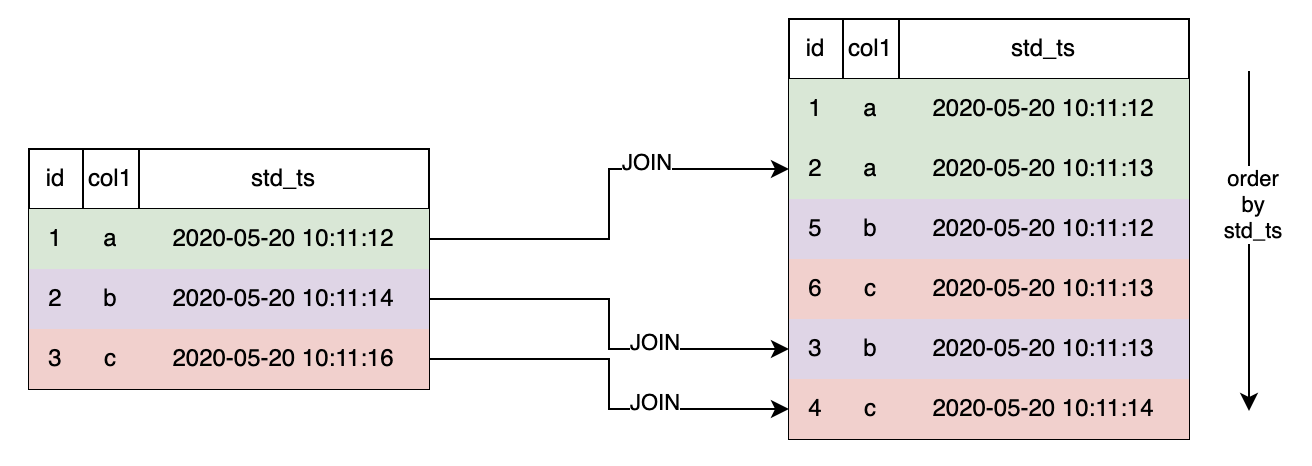 id col1 std_ts
1 a 2020-05-20 10:11:12
2 b 2020-05-20 10:11:14
3 c 2020-05-20 10:11:16
JOIN
JOIN
JOIN
id col1 std_ts
1 a 2020-05-20 10:11:12
2 a 2020-05-20 10:11:13
5 b 2020-05-20 10:11:12
6 c 2020-05-20 10:11:13
3 b 2020-05-20 10:11:13
4 c 2020-05-20 10:11:14
order
by
std_ts